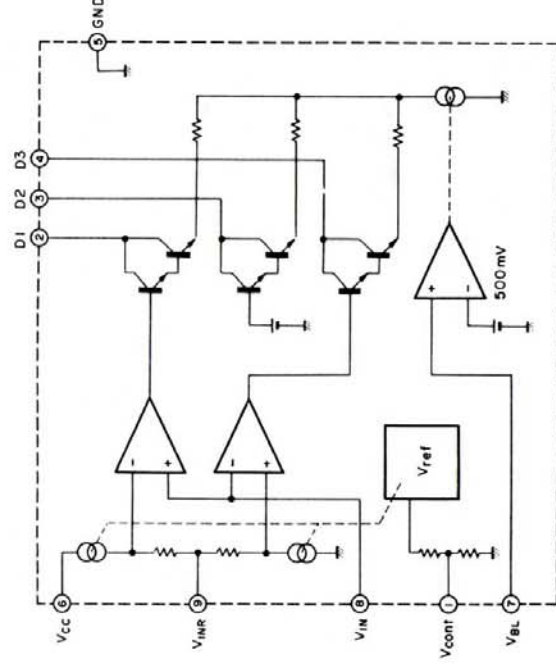 5 GND
D3 4
D2 3
D1 2
+
−
500mV
−
+
−
+
Vref
6 VCC
9 VINR
8 VIN
1 Vcont
7 VBL